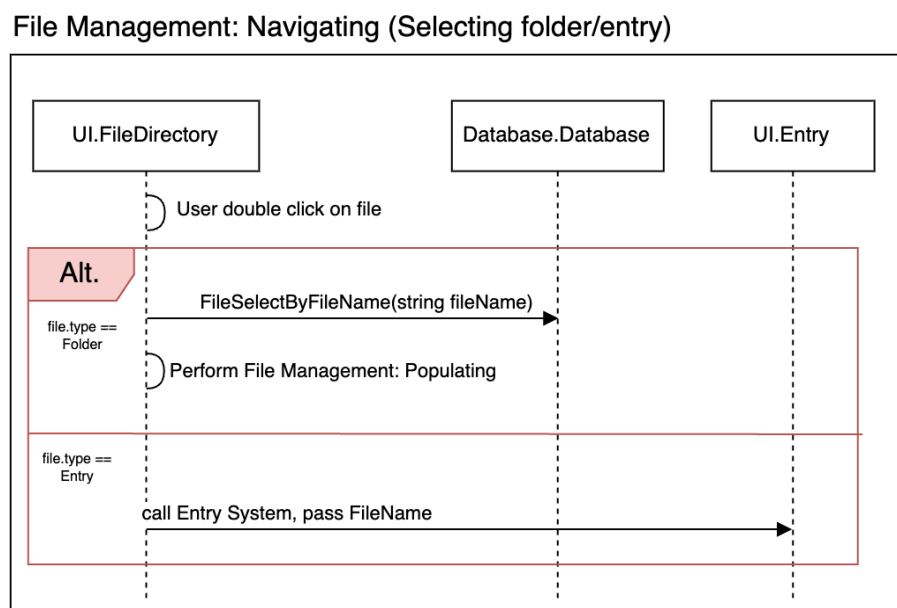 File Management: Navigating (Selecting folder/entry)
UI.FileDirectory
Database.Database
UI.Entry
User double click on file
Alt.
FileSelectByFileName(string fileName)
file.type ==
Folder
Perform File Management: Populating
file.type ==
Entry
call Entry System, pass FileName